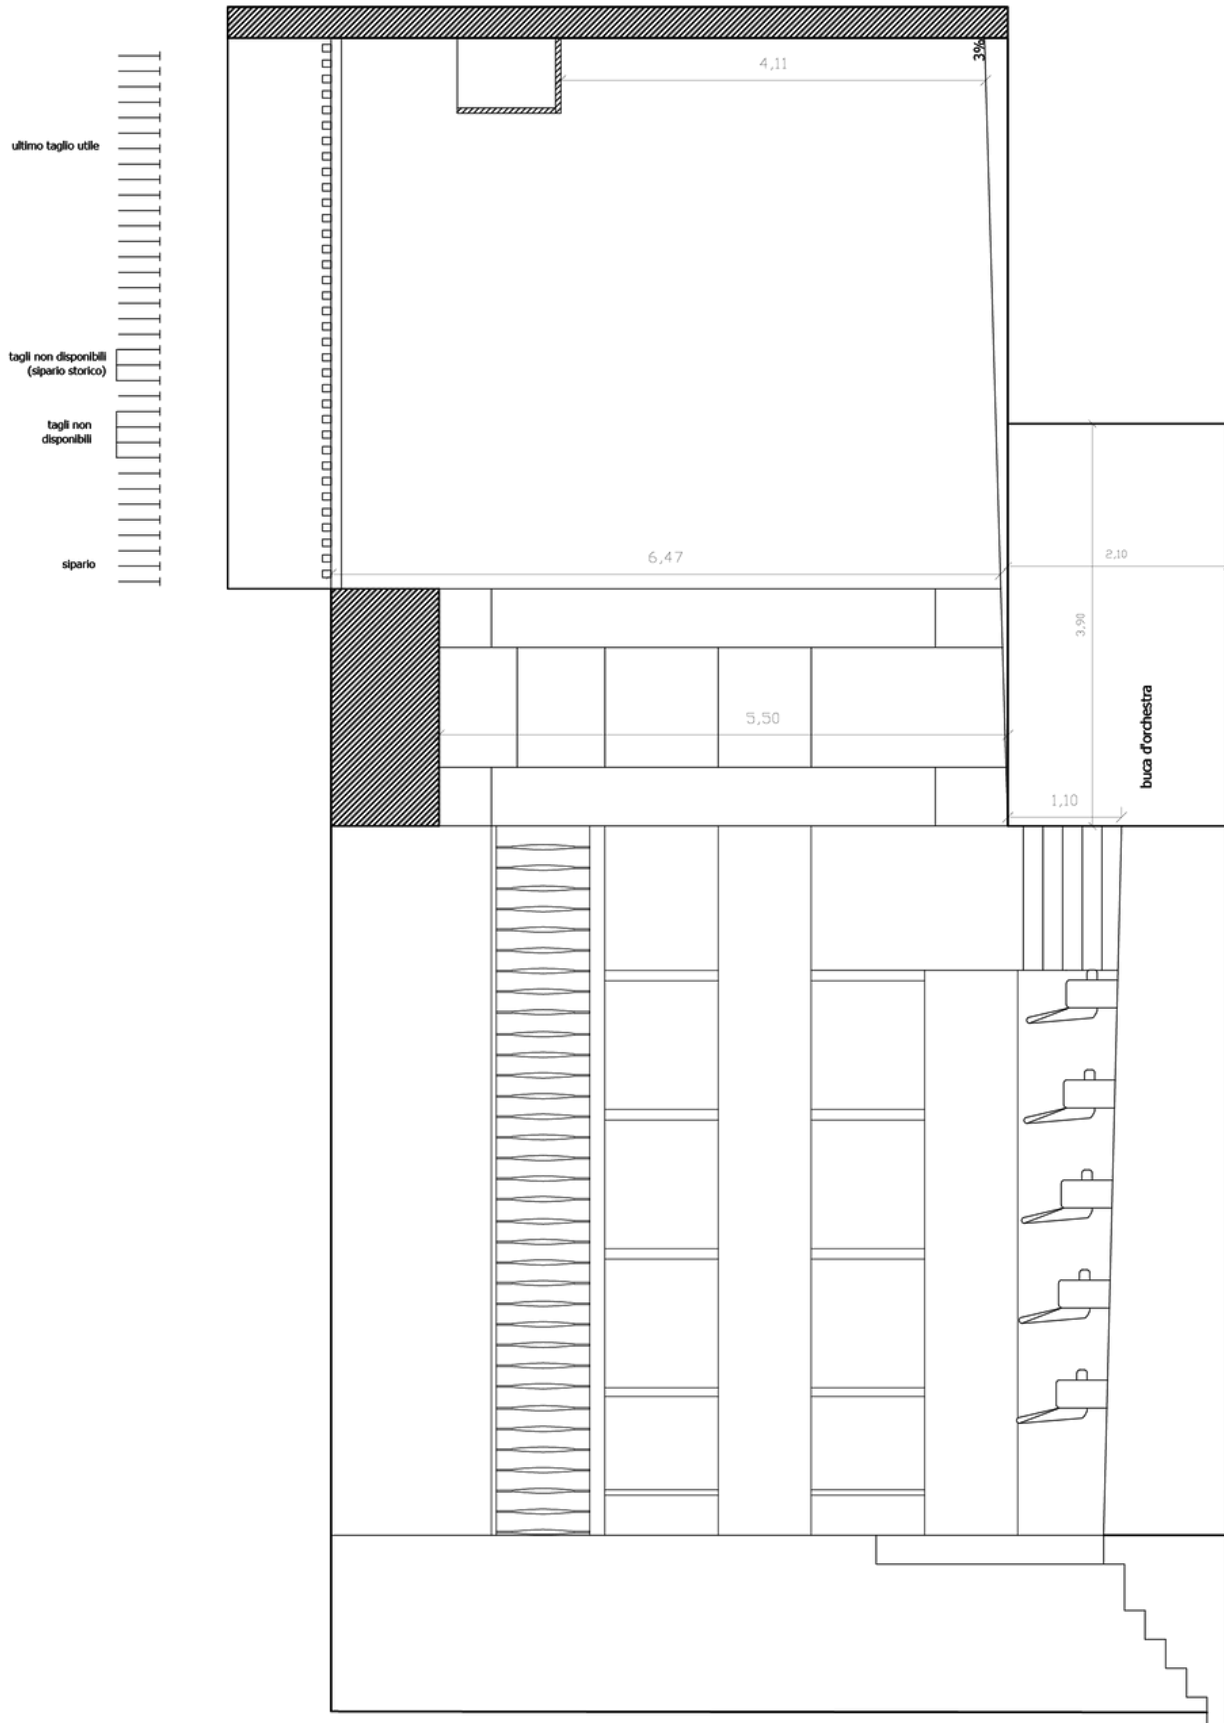 3%
4,11
ultimo taglio utile
tagli non disponibili
(sipario storico)
tagli non
disponibili
sipario
6,47
2,10
3,90
5,50
buca d'orchestra
1,10